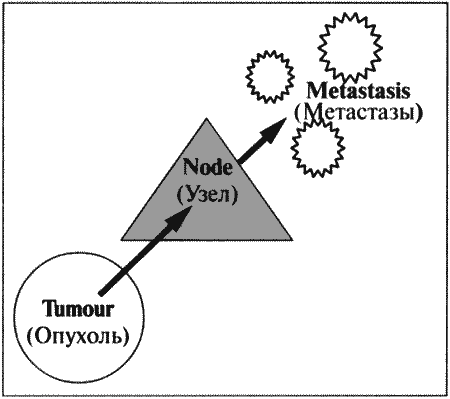 Metastasis
(Метастазы)
Node
(Узел)
Tumour
(Опухоль)